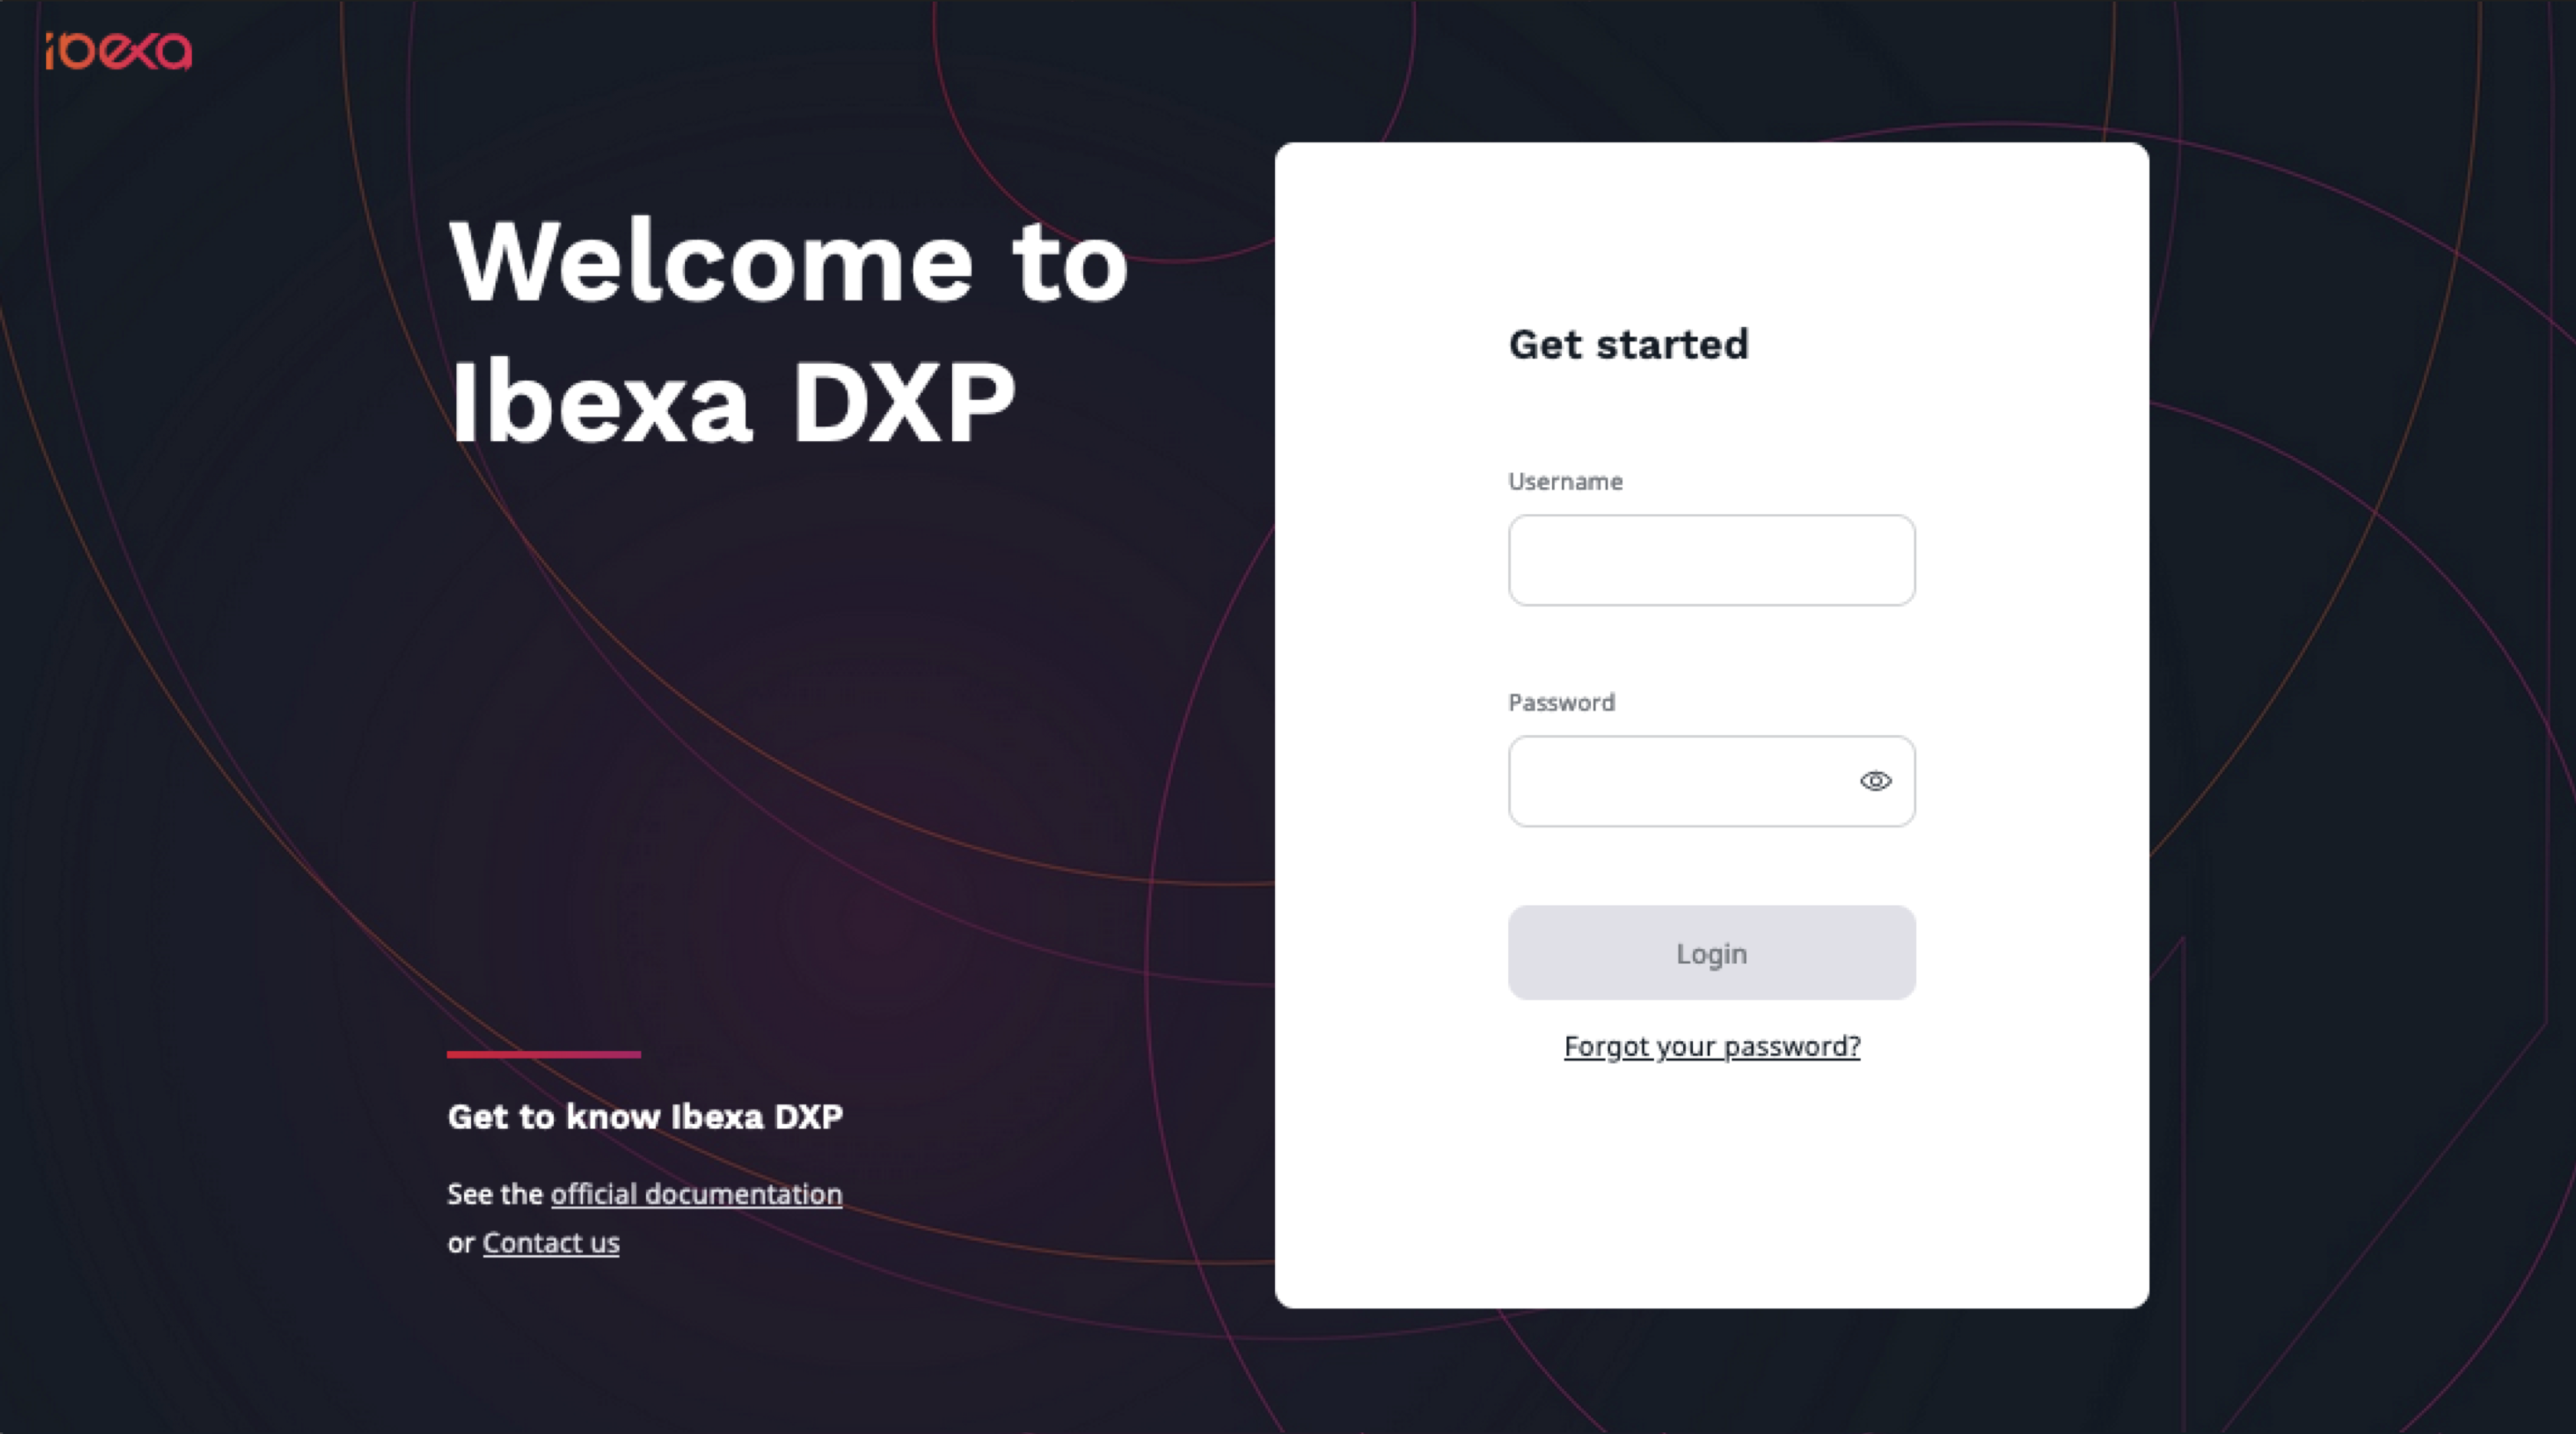 ibexa
Welcome to
Ibexa DXP
Get started
Username
Password
Login
Forgot your password?
Get to know Ibexa DXP
See the official documentation
or Contact us